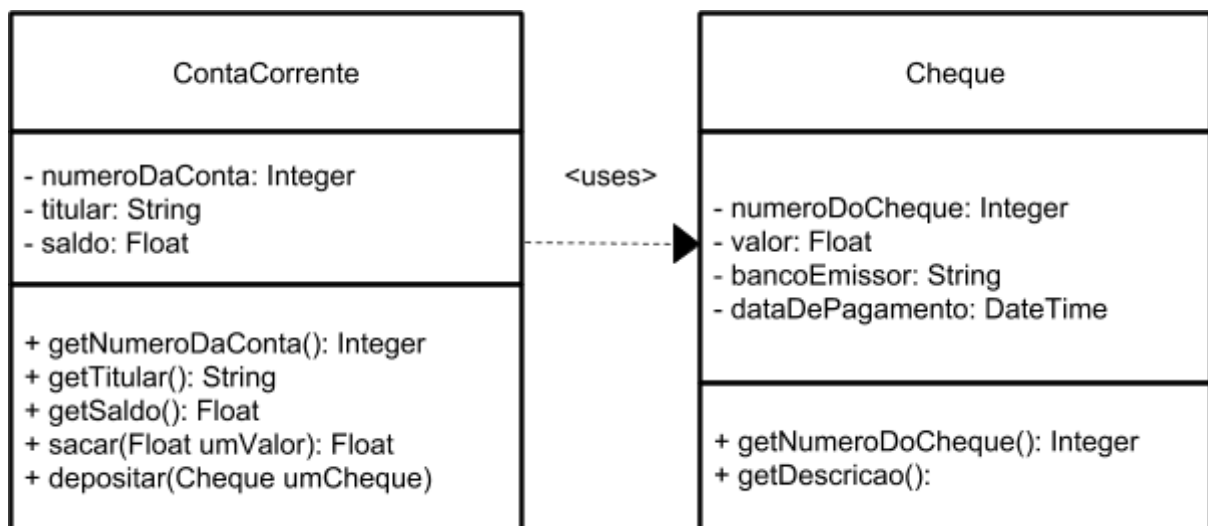 ContaCorrente
- numeroDaConta: Integer
- titular: String
- saldo: Float
+ getNumeroDaConta(): Integer
+ getTitular(): String
+ getSaldo(): Float
+ sacar(Float umValor): Float
+ depositar(Cheque umCheque)
<uses>
Cheque
- numeroDoCheque: Integer
- valor: Float
- bancoEmissor: String
- dataDePagamento: DateTime
+ getNumeroDoCheque(): Integer
+ getDescricao():